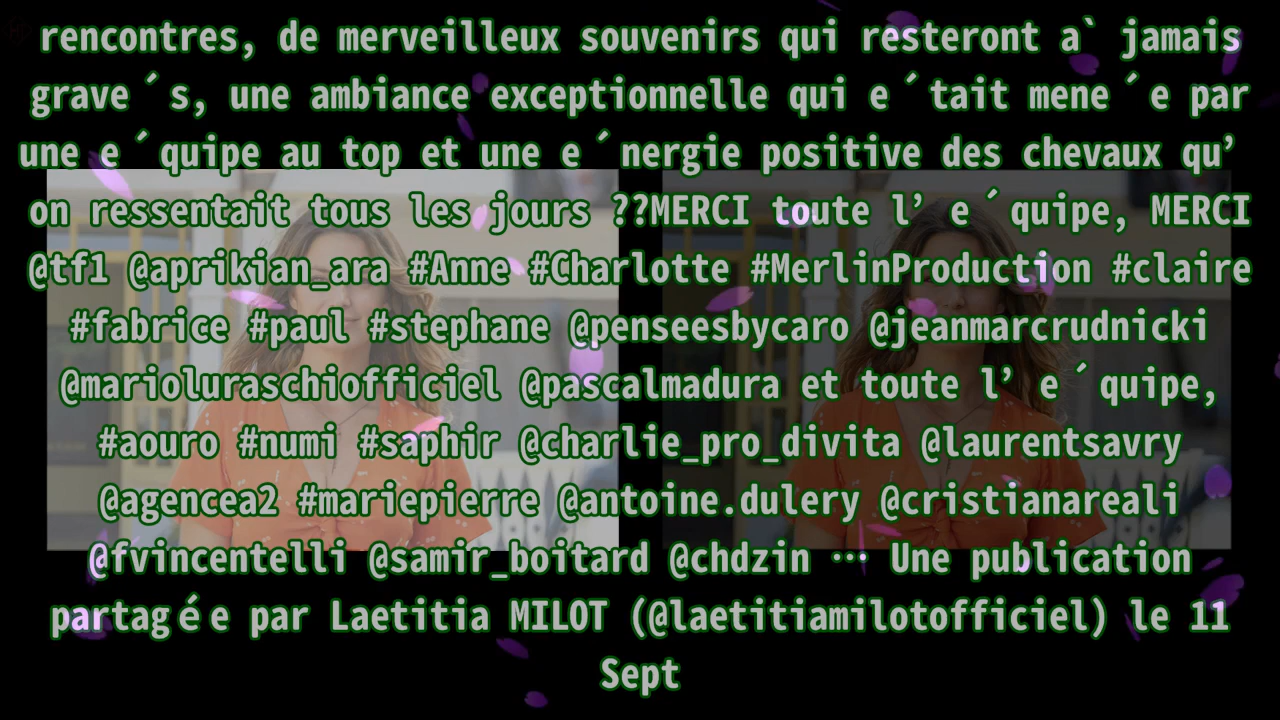 rencontres, de merveilleux souvenirs qui resteront a` jamais
grave ´ s, une ambiance exceptionnelle qui e ´ tait mene ´ e par
une e ´ quipe au top et une e ´ nergie positive des chevaux qu’
on ressentait tous les jours ??MERCI toute l’ e ´ quipe, MERCI
@tf1 @aprikian_ara #Anne #Charlotte #MerlinProduction #claire
#fabrice #paul #stephane @penseesbycaro @jeanmarcrudnicki
@marioluraschiofficiel @pascalmadura et toute l’ e ´ quipe,
#aouro #numi #saphir @charlie_pro_divita @laurentsavry
@agencea2 #mariepierre @antoine.dulery @cristianareali
@fvincentelli @samir_boitard @chdzin ··· Une publication
partagée par Laetitia MILOT (@laetitiamilotofficiel) le 11
Sept